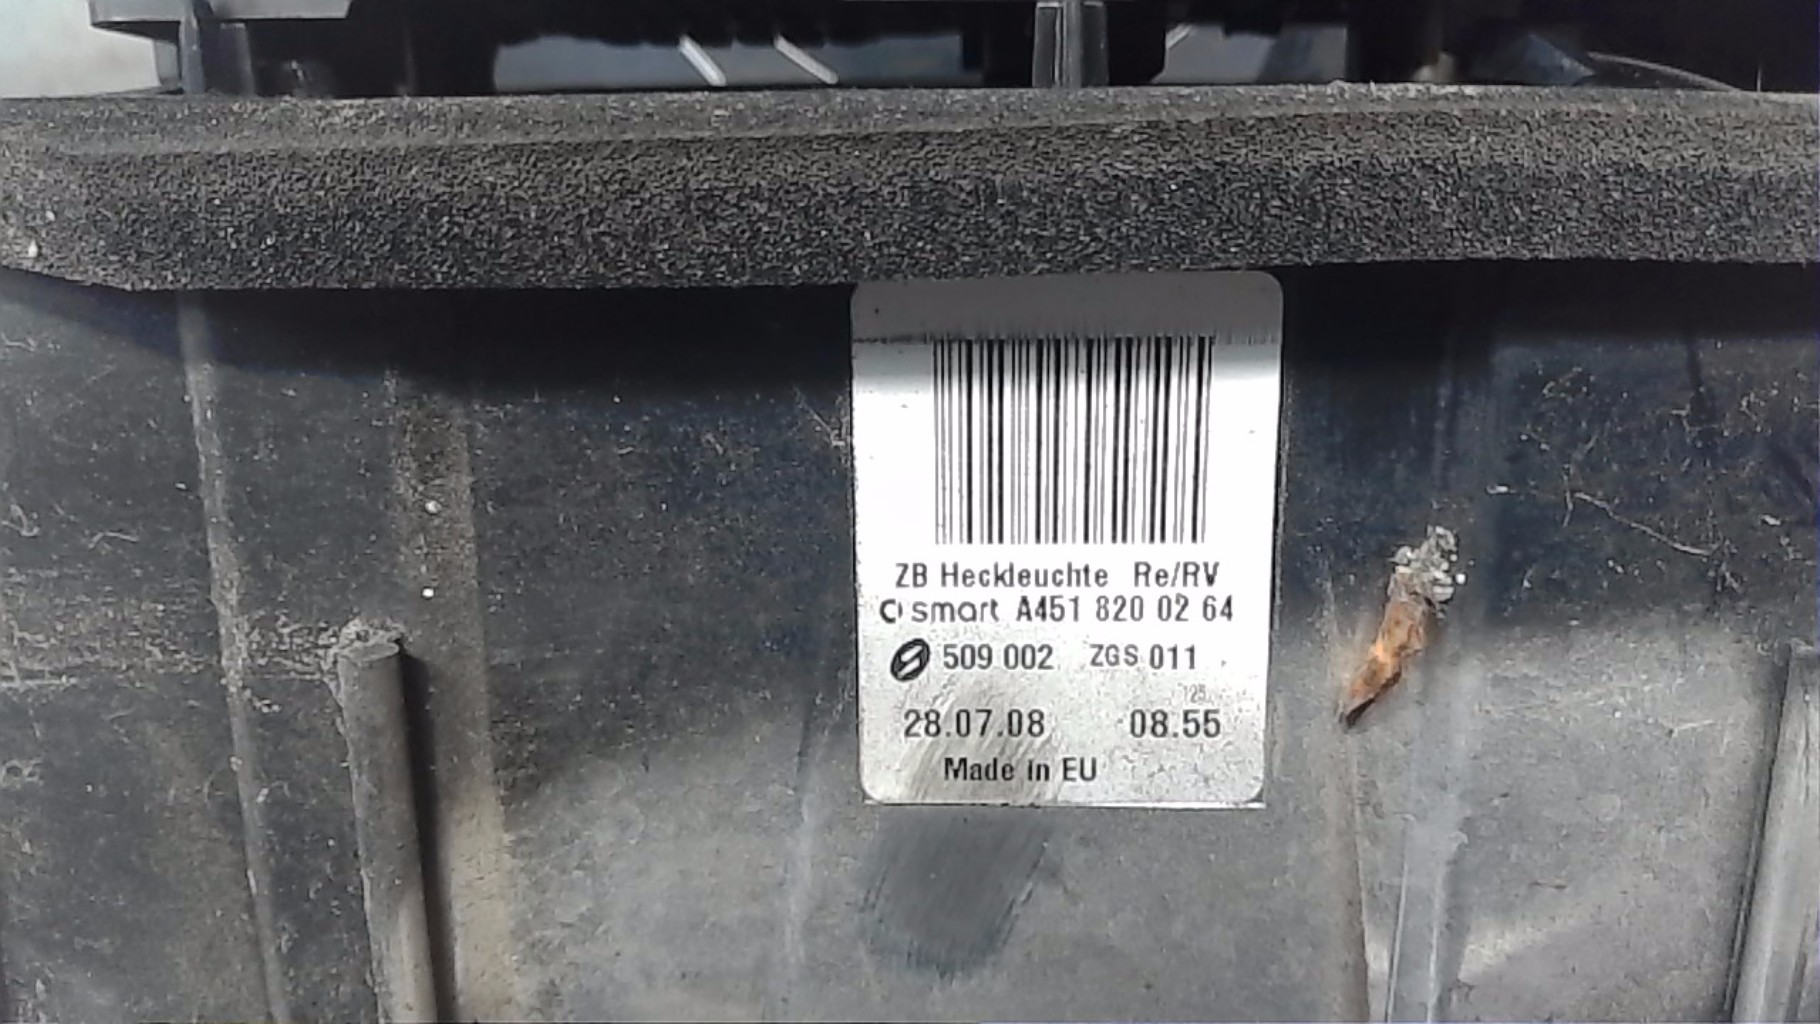 ZB Heckleuchte Re/RV
smart A451 820 02 64
509 002 ZGS 011
125
28.07.08 08.55
Made in EU